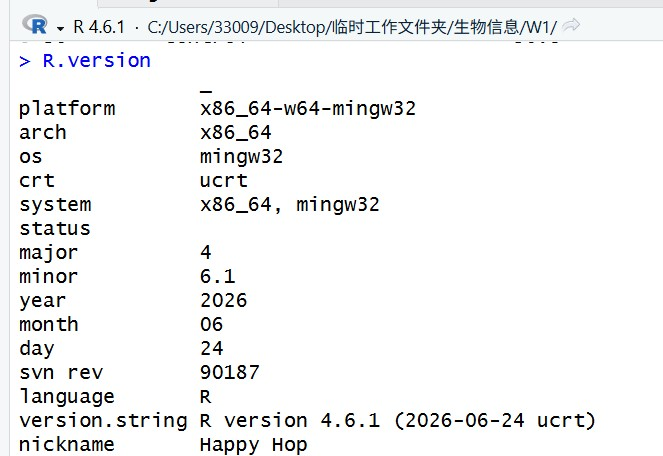 R 4.6.1 · C:/Users/33009/Desktop/临时工作文件夹/生物信息/W1/
> R.version
_
platform x86_64-w64-mingw32
arch x86_64
os mingw32
crt ucrt
system x86_64, mingw32
status
major 4
minor 6.1
year 2026
month 06
day 24
svn rev 90187
language R
version.string R version 4.6.1 (2026-06-24 ucrt)
nickname Happy Hop